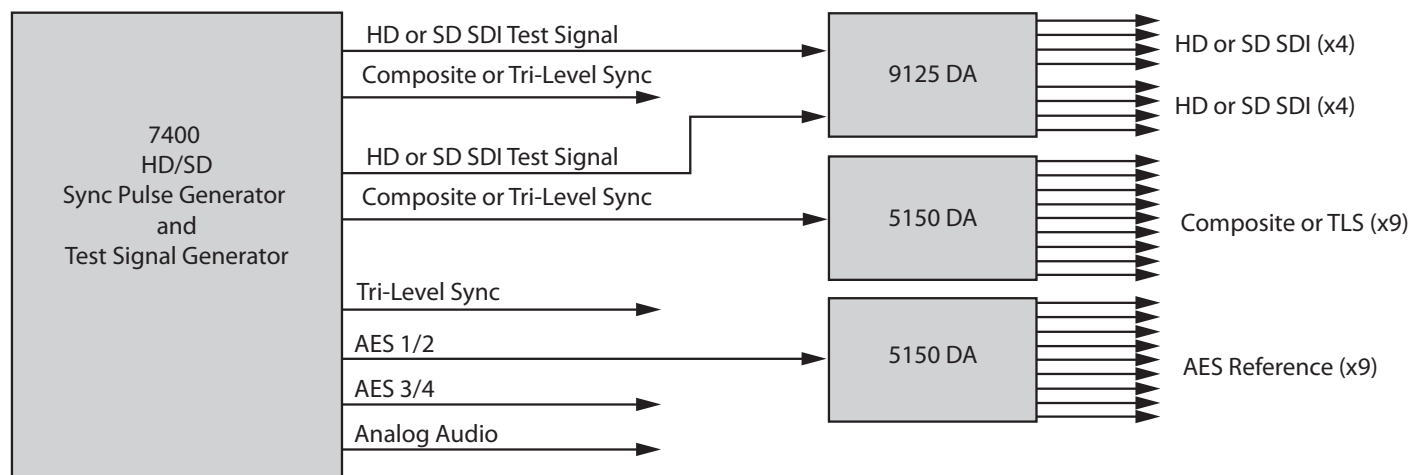 7400
HD/SD
Sync Pulse Generator
and
Test Signal Generator
HD or SD SDI Test Signal
Composite or Tri-Level Sync
HD or SD SDI Test Signal
Composite or Tri-Level Sync
Tri-Level Sync
AES 1/2
AES 3/4
Analog Audio
9125 DA
5150 DA
5150 DA
HD or SD SDI (x4)
HD or SD SDI (x4)
Composite or TLS (x9)
AES Reference (x9)